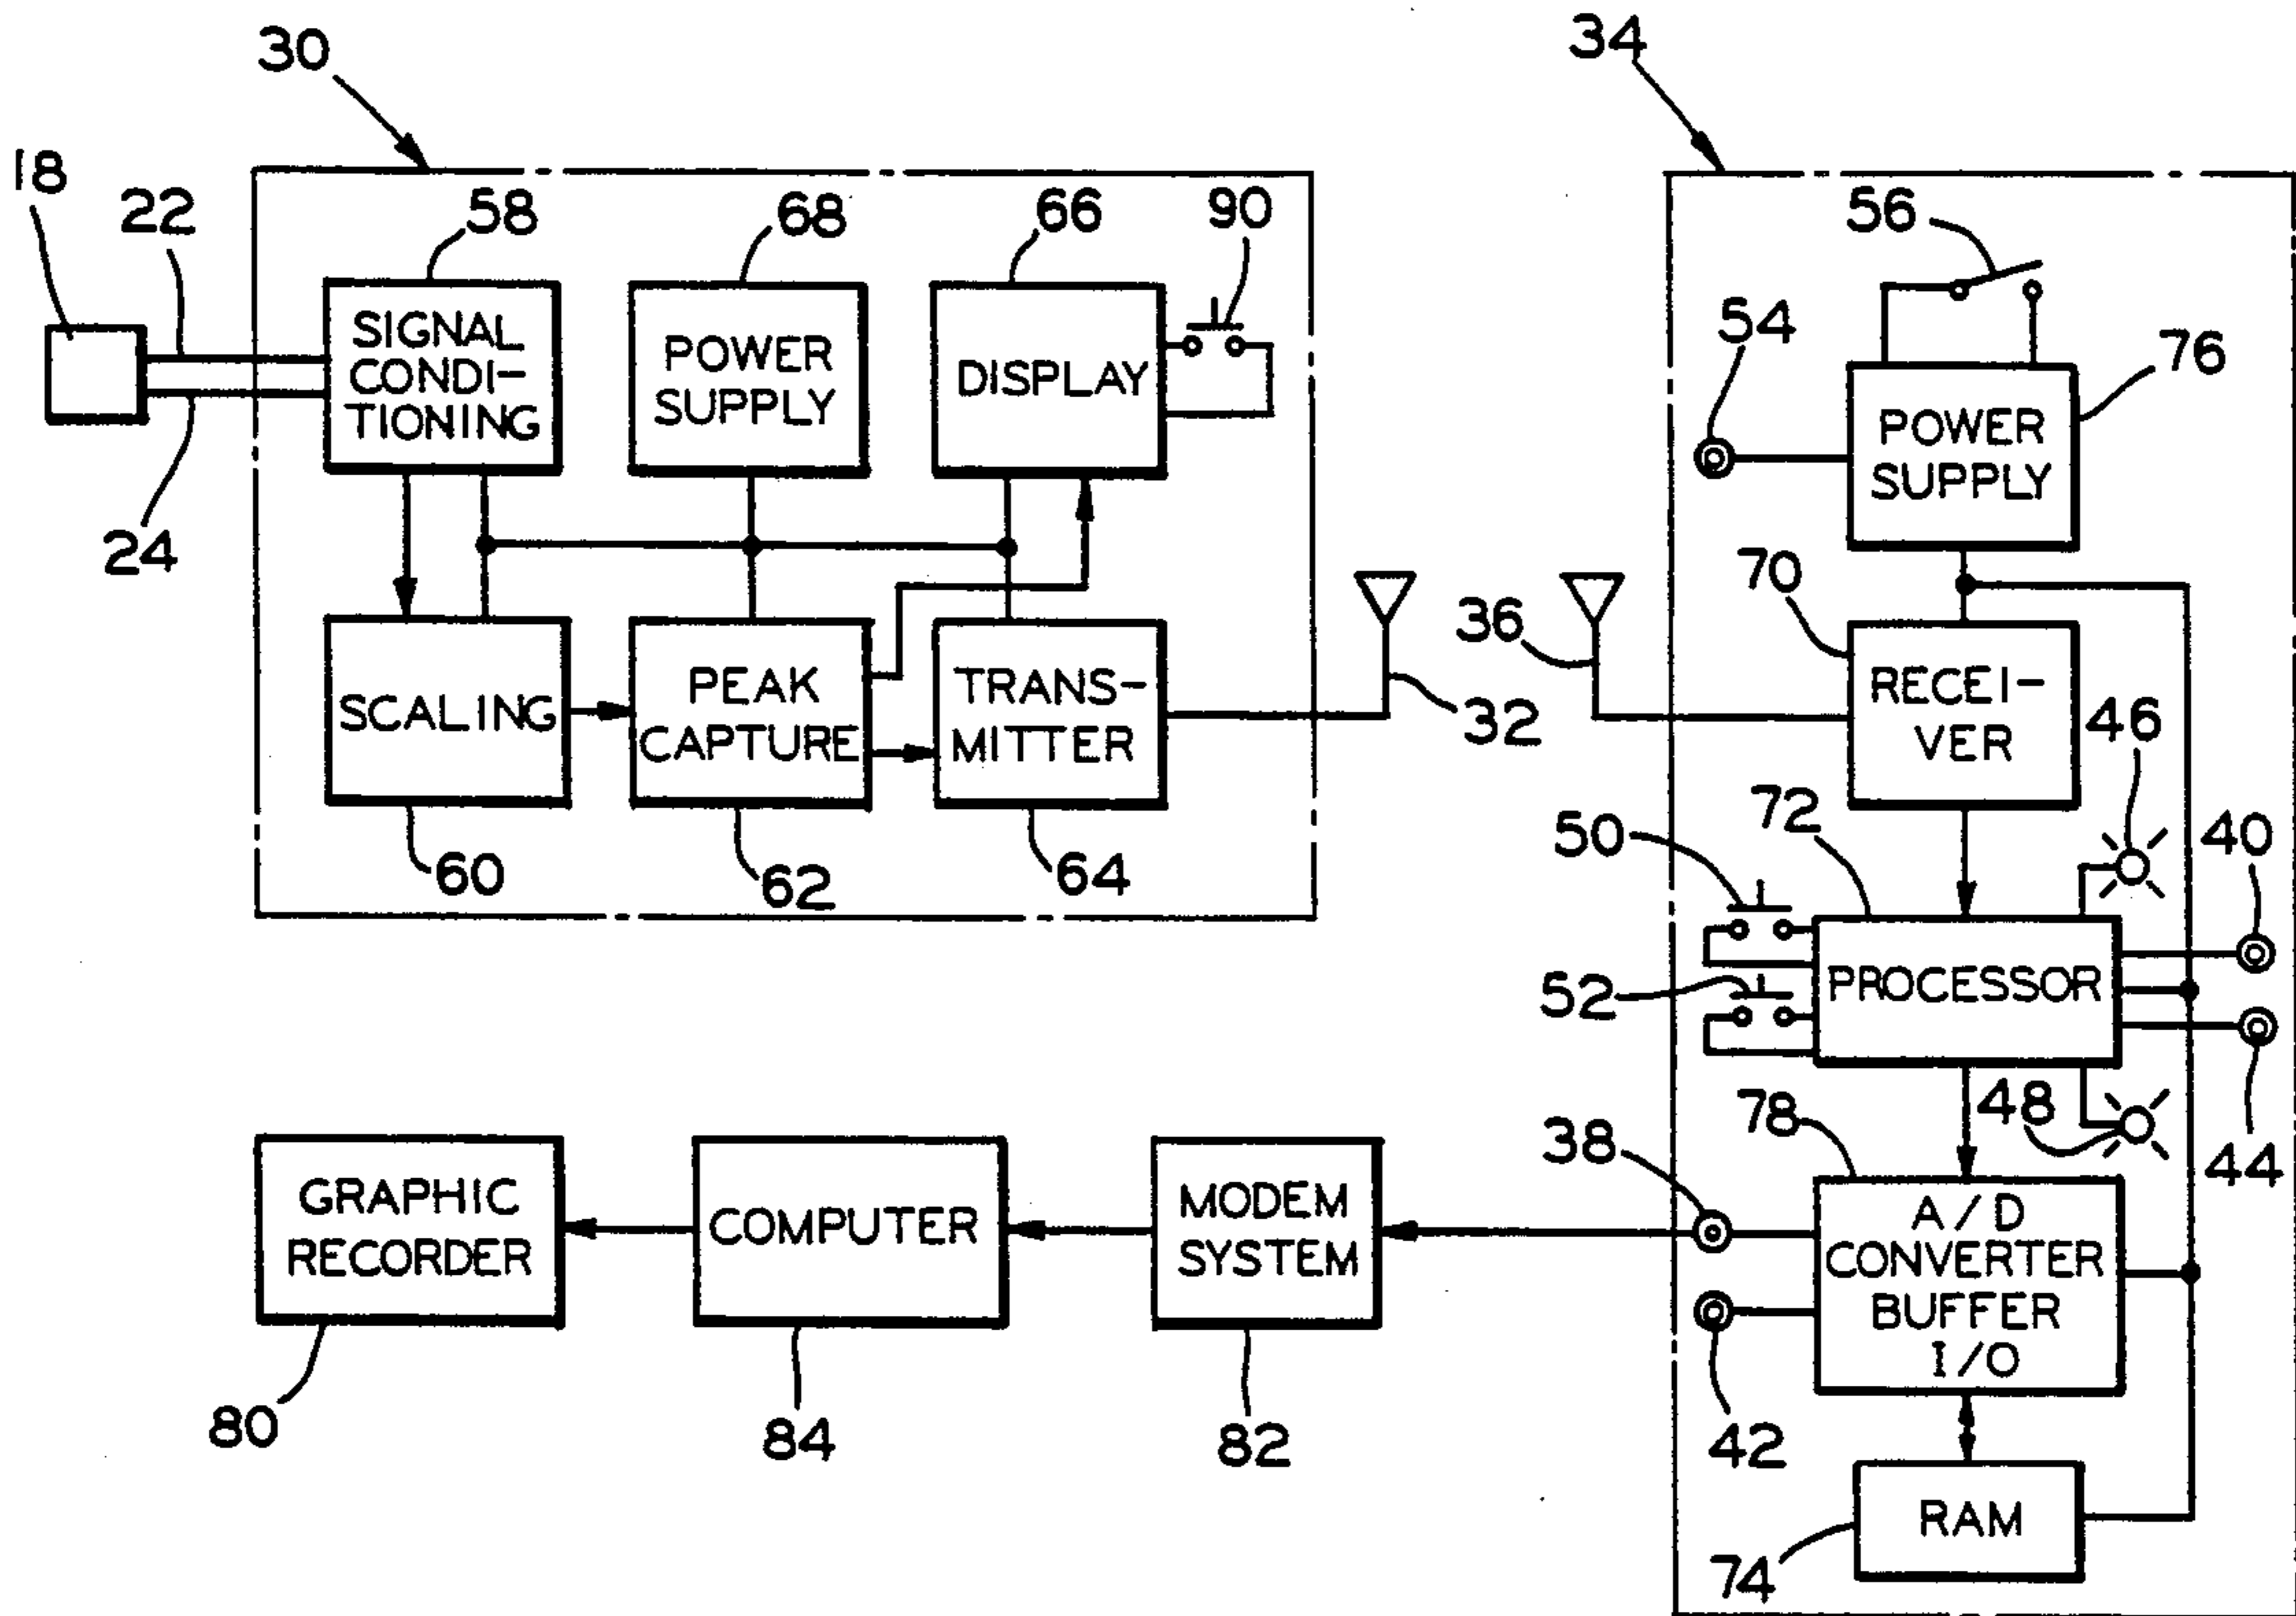 30
34
18
22
58
68
66
90
56
SIGNAL
CONDI-
TIONING
POWER
SUPPLY
DISPLAY
54
76
POWER
SUPPLY
24
70
36
SCALING
PEAK
CAPTURE
TRANS-
MITTER
32
RECEI-
VER
46
60
62
64
50
72
40
52
PROCESSOR
38
78
48
44
GRAPHIC
RECORDER
COMPUTER
MODEM
SYSTEM
A/D
CONVERTER
BUFFER
I/O
80
84
82
42
74
RAM